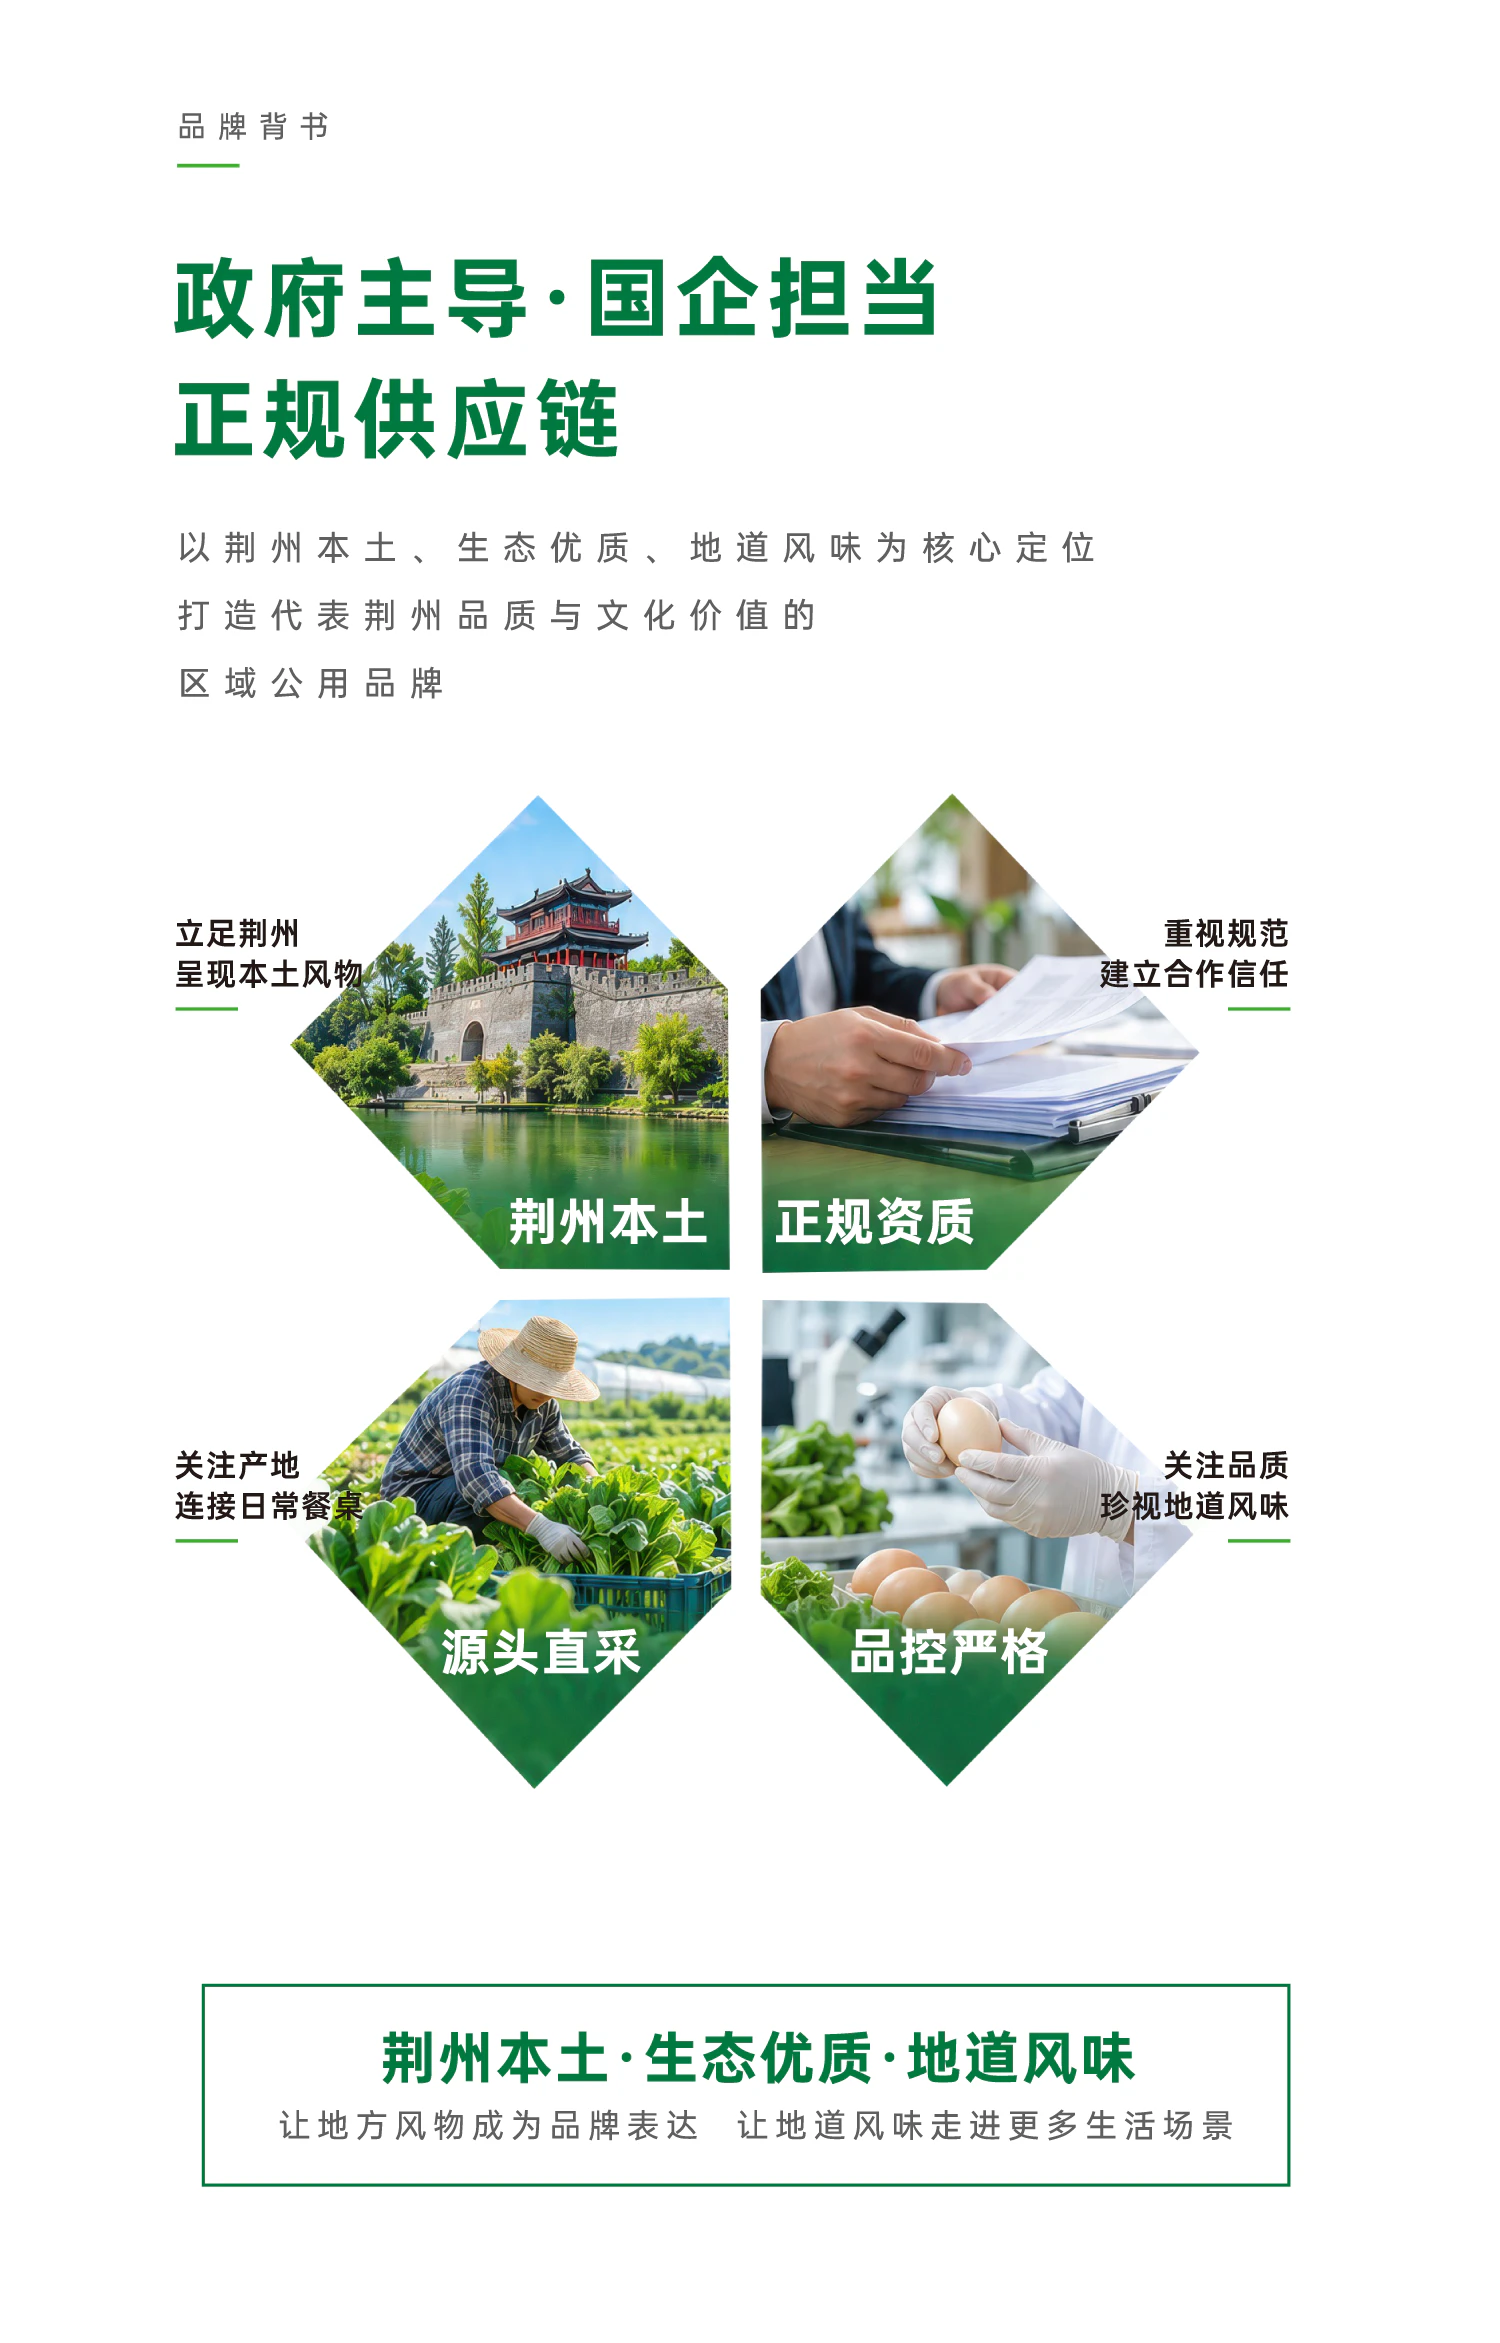 品牌背书
政府主导·国企担当
正规供应链
以荆州本土、生态优质、地道风味为核心定位
打造代表荆州品质与文化价值的
区域公用品牌
立足荆州
呈现本土风物
重视规范
建立合作信任
荆州本土
正规资质
关注产地
连接日常餐桌
关注品质
珍视地道风味
源头直采
品控严格
荆州本土·生态优质·地道风味
让地方风物成为品牌表达 让地道风味走进更多生活场景